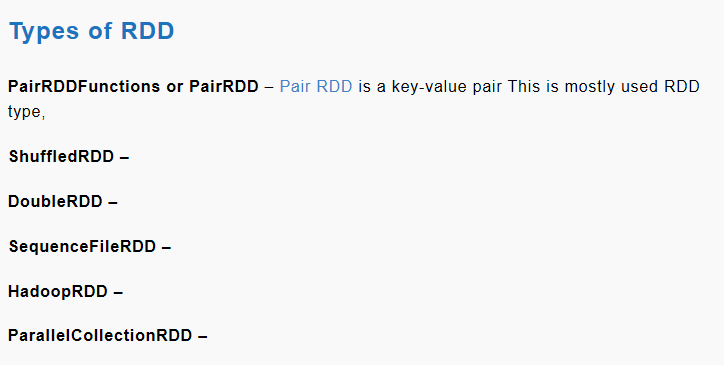 Types of RDD
PairRDDFunctions or PairRDD – Pair RDD is a key-value pair This is mostly used RDD
type,
ShuffledRDD –
DoubleRDD –
SequenceFileRDD –
HadoopRDD –
ParallelCollectionRDD –